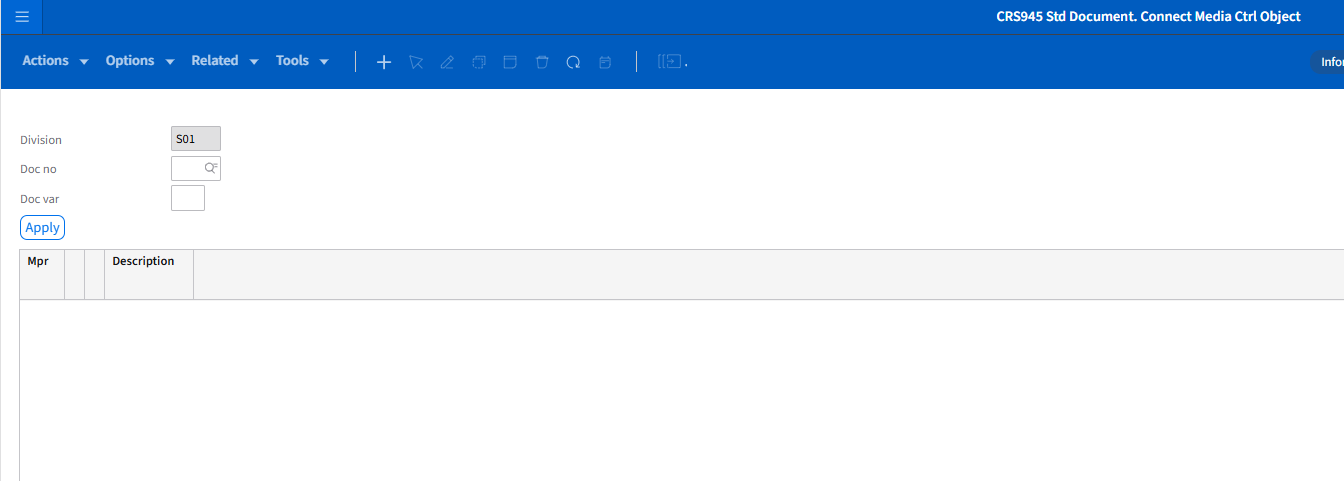 CRS945 Std Document. Connect Media Ctrl Object
Actions Options Related Tools
Division S01
Doc no
Doc var
Apply
Mpr Description